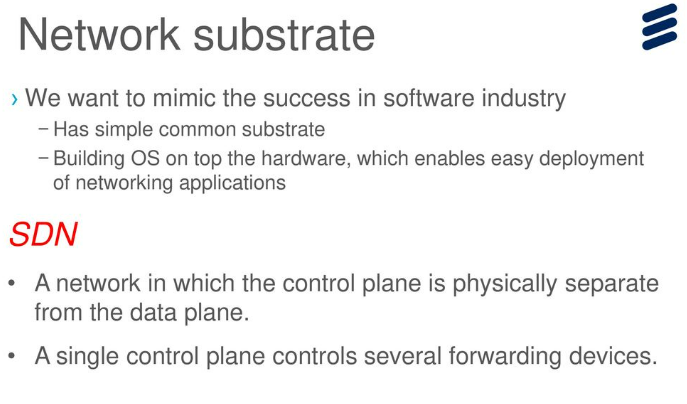 Network substrate
› We want to mimic the success in software industry
– Has simple common substrate
– Building OS on top the hardware, which enables easy deployment
of networking applications
SDN
• A network in which the control plane is physically separate
from the data plane.
• A single control plane controls several forwarding devices.